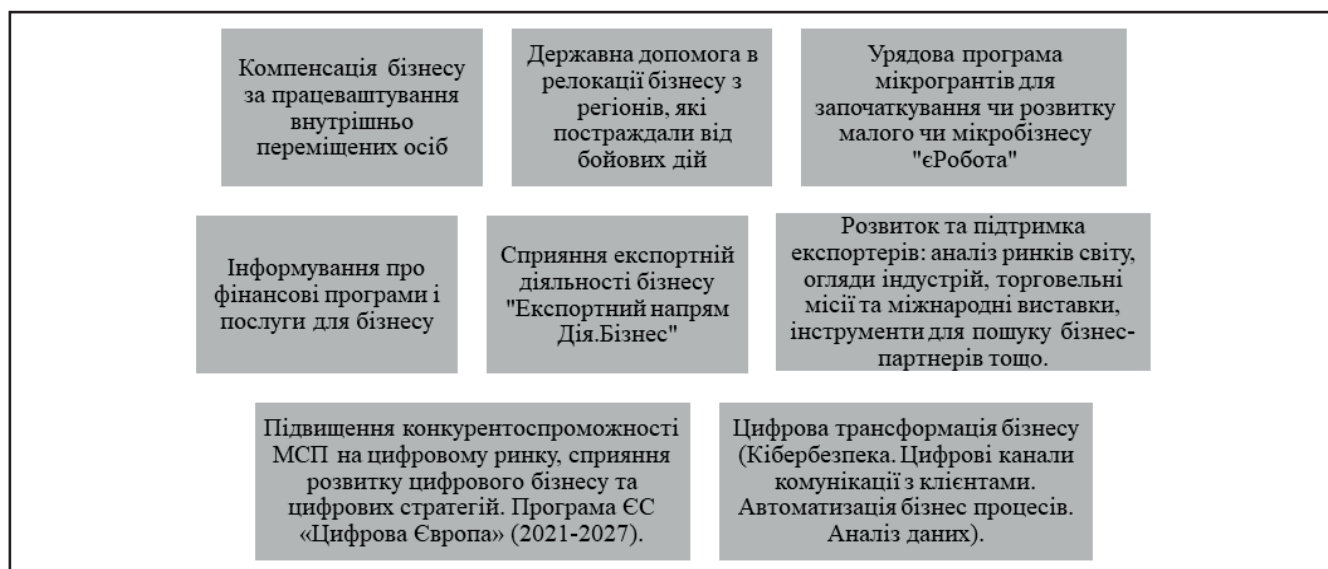 Компенсація бізнесу
за працеваштування
внутрішньо
переміщених осіб
Державна допомога в
релокації бізнесу з
регіонів, які
постраждали від
бойових дій
Урядова програма
мікрогрантів для
започаткування чи розвитку
малого чи мікробізнесу
"єРобота"
Інформування про
фінансові програми і
послуги для бізнесу
Сприяння експортній
діяльності бізнесу
"Експортний напрям
Дія.Бізнес"
Розвиток та підтримка
експортерів: аналіз ринків світу,
огляди індустрій, торговельні
місії та міжнародні виставки,
інструменти для пошуку бізнес-
партнерів тощо.
Підвищення конкурентоспроможності
МСП на цифровому ринку, сприяння
розвитку цифрового бізнесу та
цифрових стратегій. Програма ЄС
«Цифрова Європа» (2021-2027).
Цифрова трансформація бізнесу
(Кібербезпека. Цифрові канали
комунікації з клієнтами.
Автоматизація бізнес процесів.
Аналіз даних).